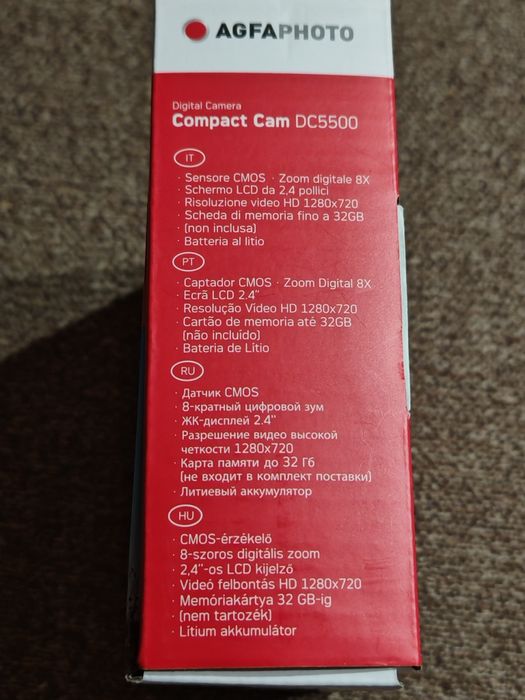 AGFAPHOTO
Digital Camera
Compact Cam DC5500
IT
· Sensore CMOS · Zoom digitale 8X
· Schermo LCD da 2,4 pollici
· Risoluzione video HD 1280x720
· Scheda di memoria fino a 32GB
· (non inclusa)
· Batteria al litio
PT
· Captador CMOS · Zoom Digital 8X
· Ecrã LCD 2.4"
· Resolução Vídeo HD 1280x720
· Cartão de memoria até 32GB
(não incluído)
· Bateria de Lítio
RU
· Датчик CMOS
· 8-кратный цифровой зум
· ЖК-дисплей 2.4"
· Разрешение видео высокой
четкости 1280x720
· Карта памяти до 32 Гб
(не входит в комплект поставки)
· Литиевый аккумулятор
HU
· CMOS-érzékelő
· 8-szoros digitális zoom
· 2,4"-os LCD kijelző
· Videó felbontás HD 1280x720
· Memóriakártya 32 GB-ig
· (nem tartozék)
· Lítium akkumulátor